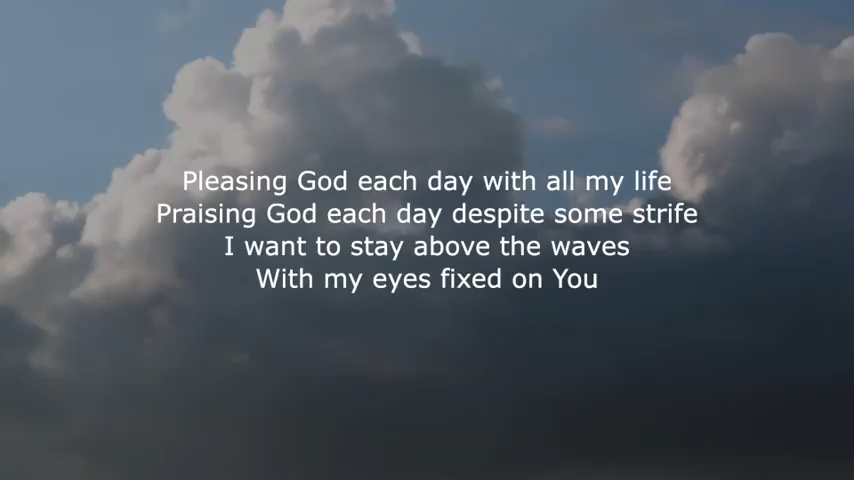 Pleasing God each day with all my life
Praising God each day despite some strife
I want to stay above the waves
With my eyes fixed on You